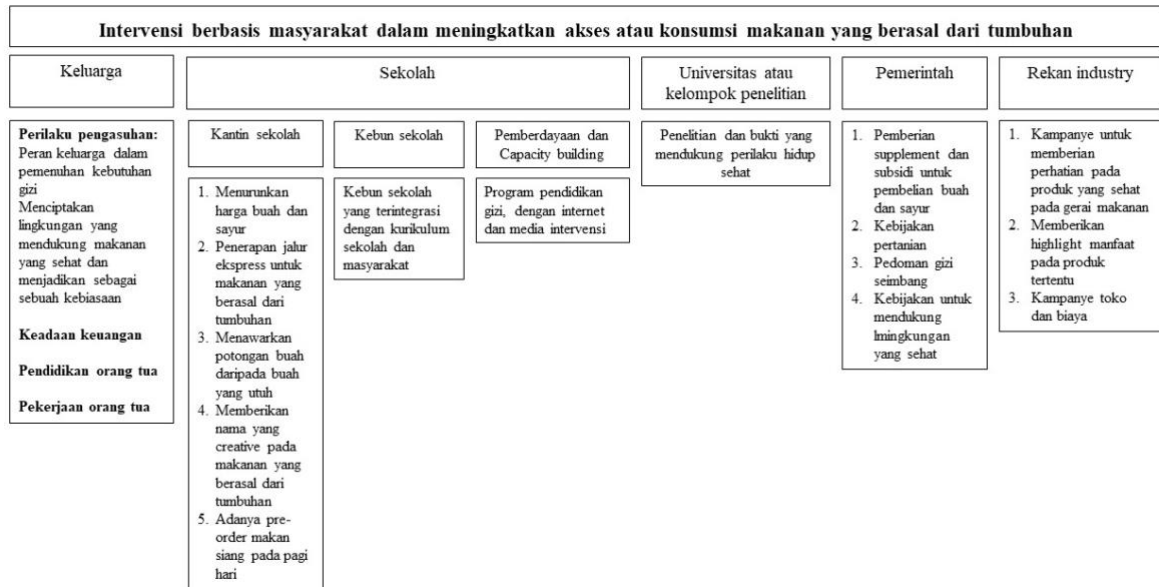 Intervensi berbasis masyarakat dalam meningkatkan akses atau konsumsi makanan yang berasal dari tumbuhan
Keluarga
Perilaku pengasuhan:
Peran keluarga dalam
pemenuhan kebutuhan
gizi
Menciptakan
lingkungan yang
mendukung makanan
yang sehat dan
menjadikan sebagai
sebuah kebiasaan
Keadaan keuangan
Pendidikan orang tua
Pekerjaan orang tua
Sekolah
Kantin sekolah
1. Menurunkan
harga buah dan
sayur
2. Penerapan jalur
ekspress untuk
makanan yang
berasal dari
tumbuhan
3. Menawarkan
potongan buah
daripada buah
yang utuh
4. Memberikan
nama yang
creative pada
makanan yang
berasal dari
tumbuhan
5. Adanya pre-
order makan
siang pada pagi
hari
Kebun sekolah
Kebun sekolah
yang terintegrasi
dengan kurikulum
sekolah dan
masyarakat
Pemberdayaan dan
Capacity building
Program pendidikan
gizi, dengan internet
dan media intervensi
Universitas atau
kelompok penelitian
Penelitian dan bukti yang
mendukung perilaku hidup
sehat
Pemerintah
1. Pemberian
supplement dan
subsidi untuk
pembelian buah
dan sayur
2. Kebijakan
pertanian
3. Pedoman gizi
seimbang
4. Kebijakan untuk
mendukung
lmingkungan
yang sehat
Rekan industry
1. Kampanye untuk
memberian
perhatian pada
produk yang sehat
pada gerai makanan
2. Memberikan
highlight manfaat
pada produk
tertentu
3. Kampanye toko
dan biaya